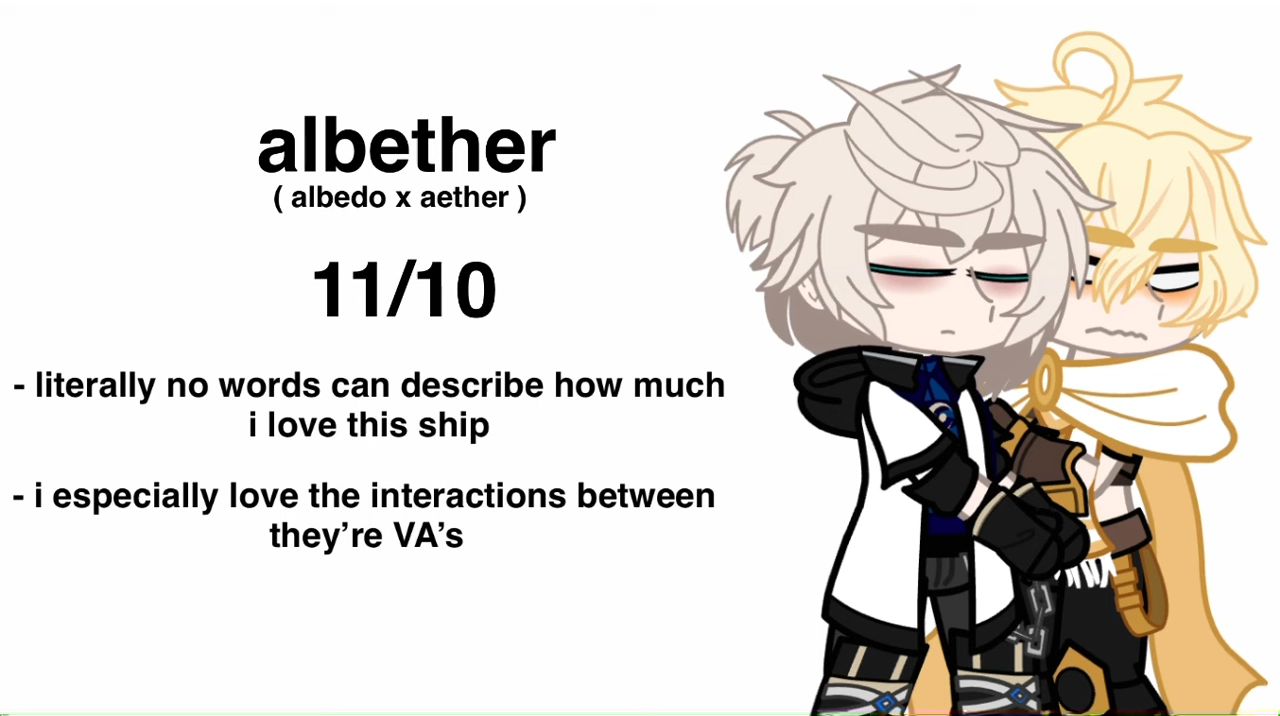 albether
( albedo x aether )
11/10
- literally no words can describe how much
i love this ship
- i especially love the interactions between
they’re VA’s